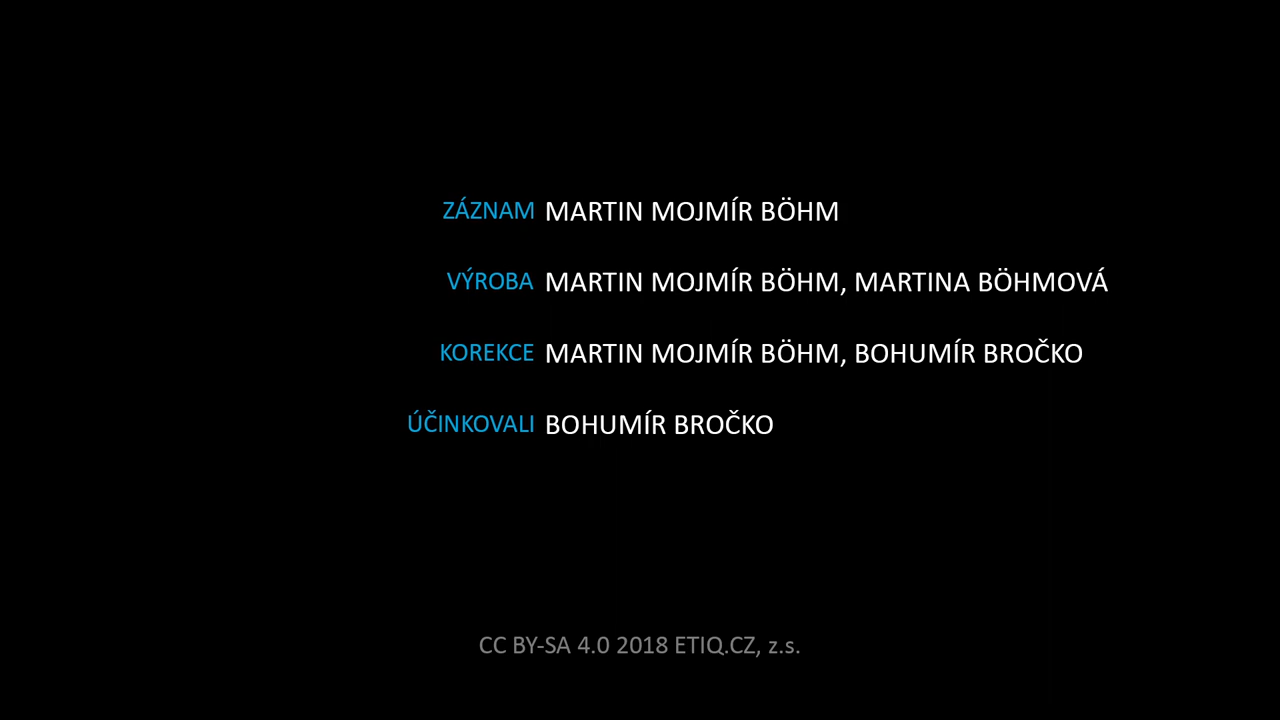 ZÁZNAM MARTIN MOJMÍR BÖHM
VÝROBA MARTIN MOJMÍR BÖHM, MARTINA BÖHMOVÁ
KOREKCE MARTIN MOJMÍR BÖHM, BOHUMÍR BROČKO
ÚČINKOVALI BOHUMÍR BROČKO
CC BY-SA 4.0 2018 ETIQ.CZ, z.s.